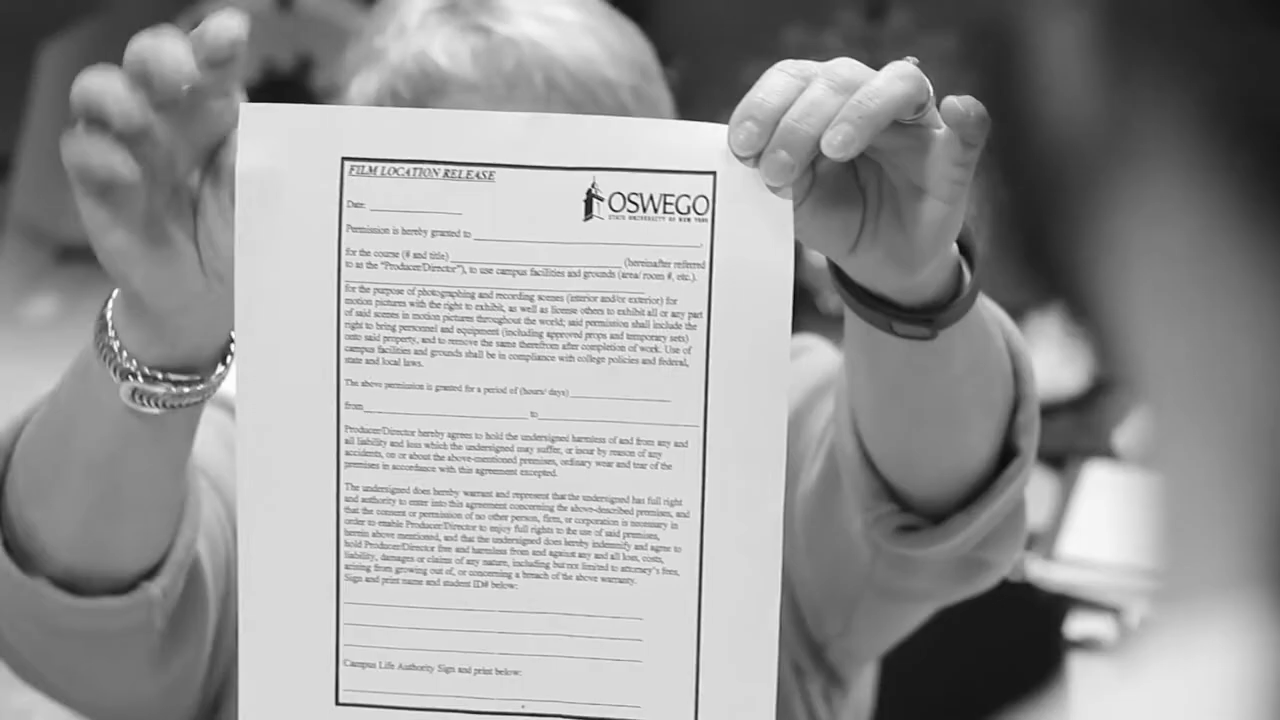 FILM LOCATION RELEASE
OSWEGO
STATE UNIVERSITY OF NEW YORK
Date: ____________
Permission is hereby granted to ______________________________,
for the course (# and title) ______________________ (hereinafter referred
to as the "Producer/Director"), to use campus facilities and grounds (area/ room #, etc.).
______________________________
for the purpose of photographing and recording scenes (interior and/or exterior) for
motion pictures with the right to exhibit, as well as license others to exhibit all or any part
of said scenes in motion pictures throughout the world; said permission shall include the
right to bring personnel and equipment (including approved props and temporary sets)
onto said property, and to remove the same therefrom after completion of work. Use of
campus facilities and grounds shall be in compliance with college policies and federal,
state and local laws.
The above permission is granted for a period of (hours/ days)______________
from______________________ to______________________
Producer/Director hereby agrees to hold the undersigned harmless of and from any and
all liability and loss which the undersigned may suffer, or incur by reason of any
accidents, on or about the above-mentioned premises, ordinary wear and tear of the
premises in accordance with this agreement excepted.
The undersigned does hereby warrant and represent that the undersigned has full right
and authority to enter into this agreement concerning the above-described premises, and
that the consent or permission of no other person, firm, or corporation is necessary in
order to enable Producer/Director to enjoy full rights to the use of said premises,
herein above mentioned, and that the undersigned does hereby indemnify and agree to
hold Producer/Director free and harmless from and against any and all loss, costs,
liability, damages or claims of any nature, including but not limited to attorney's fees,
arising from growing out of, or concerning a breach of the above warranty.
Sign and print name and student ID# below:
Campus Life Authority Sign and print below: